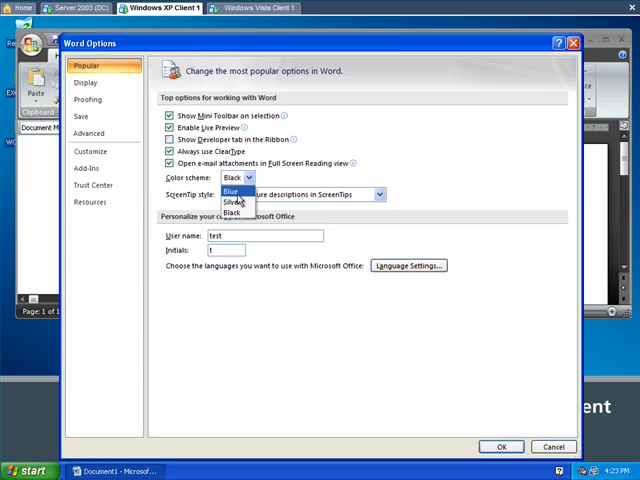 Home
Server 2003 (DC)
Windows XP Client 1
Windows Vista Client 1
Word Options
Popular
Display
Proofing
Save
Advanced
Customize
Add-Ins
Trust Center
Resources
Change the most popular options in Word.
Top options for working with Word
Show Mini Toolbar on selection
Enable Live Preview
Show Developer tab in the Ribbon
Always use ClearType
Open e-mail attachments in Full Screen Reading view
Color scheme: Black
Blue
Silver
Black
ScreenTip style: ure descriptions in ScreenTips
Personalize your copy of Microsoft Office
User name: test
Initials: t
Choose the languages you want to use with Microsoft Office: Language Settings...
OK Cancel
Paste
Clipboard
Document M
Page: 1 of 1
ent
start
Document1 - Microsof...
4:23 PM